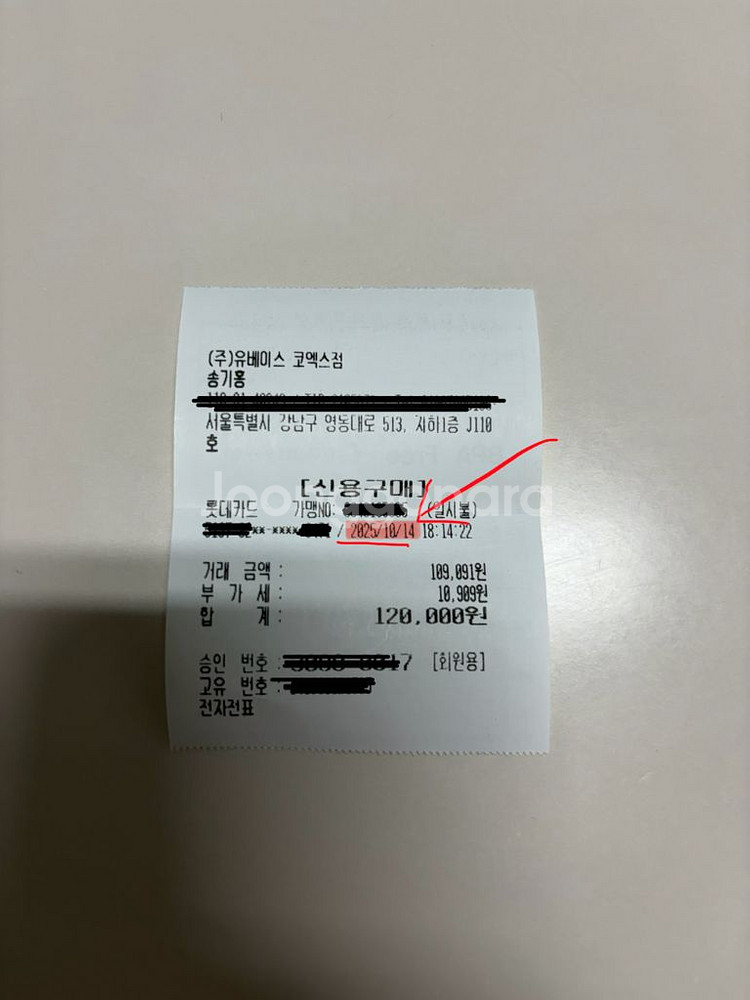 (주)유베이스 코엑스점
송기홍
서울특별시 강남구 영동대로 513, 지하1층 J110
호
[신용구매]
롯데카드 가맹NO: (일시불)
**-**** / 2025/10/14 18:14:22
거래 금액 : 109,091원
부 가 세 : 10,909원
합 계 : 120,000원
승인 번호 : 7 [회원용]
고유 번호 :
전자전표